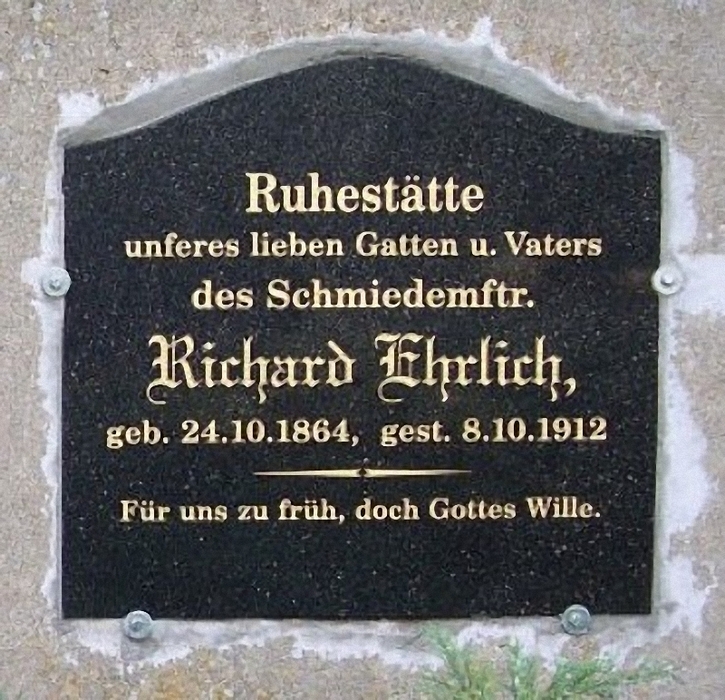 Ruhestätte
unferes lieben Gatten u. Vaters
des Schmiedemftr.
Richard Ehrlich,
geb. 24.10.1864, gest. 8.10.1912
Für uns zu früh, doch Gottes Wille.